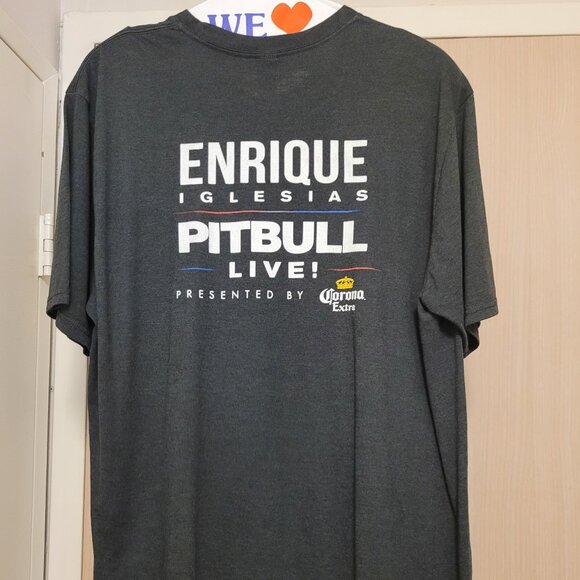 WE ❤
ENRIQUE
IGLESIAS
PITBULL
LIVE!
PRESENTED BY Corona
Extra